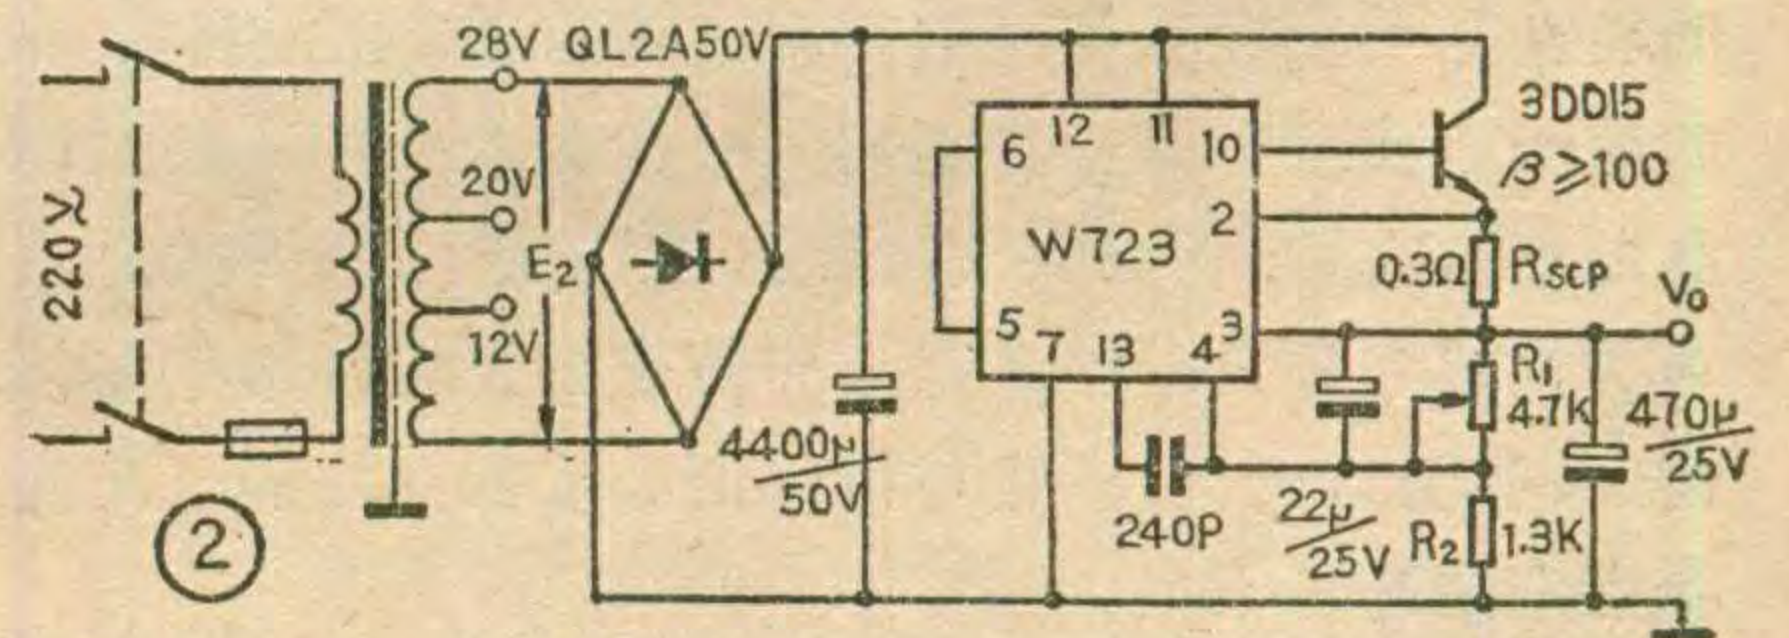 28V QL2A50V
220V
20V
E₂
12V
4400μ/50V
6
12
11
10
2
W723
5
7
13
4
3
240P
22μ/25V
3DD15
β≥100
0.3Ω
RSCP
V₀
R₁
4.7K
470μ/25V
R₂
1.3K
2